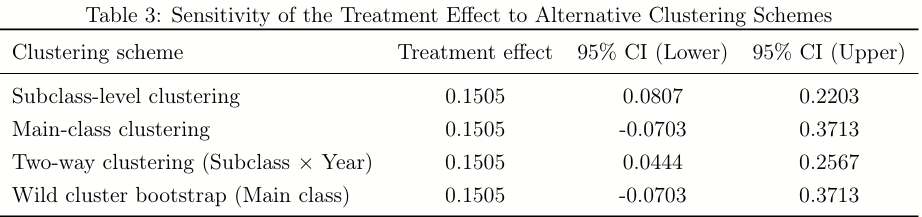 Table 3: Sensitivity of the Treatment Effect to Alternative Clustering Schemes
Clustering scheme Treatment effect 95% CI (Lower) 95% CI (Upper)
Subclass-level clustering 0.1505 0.0807 0.2203
Main-class clustering 0.1505 -0.0703 0.3713
Two-way clustering (Subclass × Year) 0.1505 0.0444 0.2567
Wild cluster bootstrap (Main class) 0.1505 -0.0703 0.3713